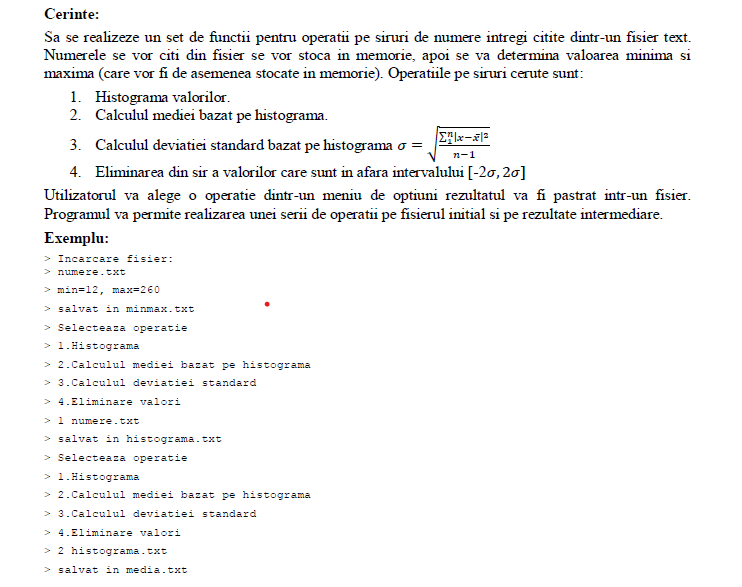 Cerinte:
Sa se realizeze un set de functii pentru operatii pe siruri de numere intregi citite dintr-un fisier text.
Numerele se vor citi din fisier se vor stoca in memorie, apoi se va determina valoarea minima si
maxima (care vor fi de asemenea stocate in memorie). Operatiile pe siruri cerute sunt:
1. Histograma valorilor.
2. Calculul mediei bazat pe histograma.
3. Calculul deviatiei standard bazat pe histograma σ = √(Σ₁ⁿ|x−x̄|²/(n−1))
4. Eliminarea din sir a valorilor care sunt in afara intervalului [-2σ, 2σ]
Utilizatorul va alege o operatie dintr-un meniu de optiuni rezultatul va fi pastrat intr-un fisier.
Programul va permite realizarea unei serii de operatii pe fisierul initial si pe rezultate intermediare.
Exemplu:
> Incarcare fisier:
> numere.txt
> min=12, max=260
> salvat in minmax.txt
> Selecteaza operatie
> 1.Histograma
> 2.Calculul mediei bazat pe histograma
> 3.Calculul deviatiei standard
> 4.Eliminare valori
> 1 numere.txt
> salvat in histograma.txt
> Selecteaza operatie
> 1.Histograma
> 2.Calculul mediei bazat pe histograma
> 3.Calculul deviatiei standard
> 4.Eliminare valori
> 2 histograma.txt
> salvat in media.txt